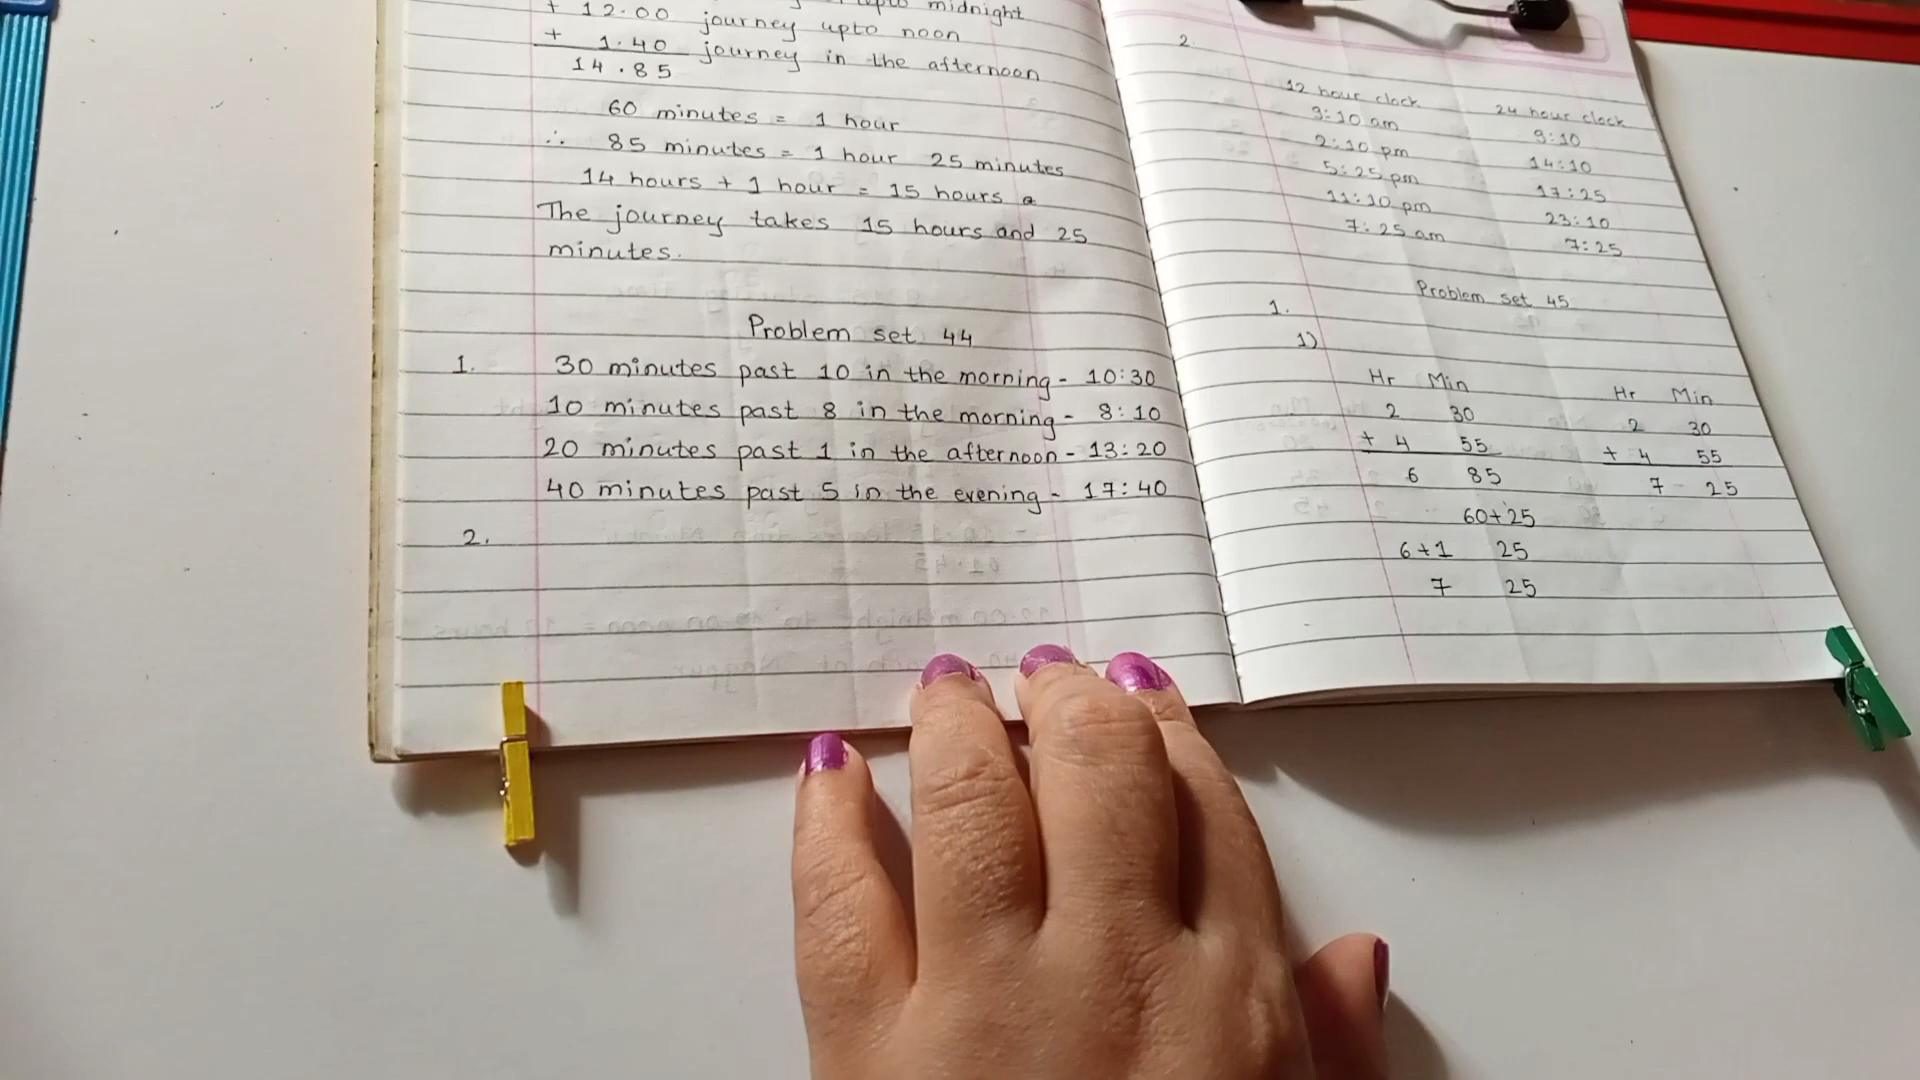 upto midnight
+ 12.00 journey upto noon
+ 1.40 journey in the afternoon
14.85
60 minutes = 1 hour
∴ 85 minutes = 1 hour 25 minutes
14 hours + 1 hour = 15 hours a
The journey takes 15 hours and 25
minutes.
Problem set 44
1. 30 minutes past 10 in the morning - 10:30
10 minutes past 8 in the morning - 8:10
20 minutes past 1 in the afternoon - 13:20
40 minutes past 5 in the evening - 17:40
2.
2.
12 hour clock 24 hour clock
9:10 am 9:10
2:10 pm 14:10
5:25 pm 17:25
11:10 pm 23:10
7:25 am 7:25
Problem set 45
1.
1)
Hr Min Hr Min
2 30 2 30
+ 4 55 + 4 55
6 85 7 25
60+25
6+1 25
7 25